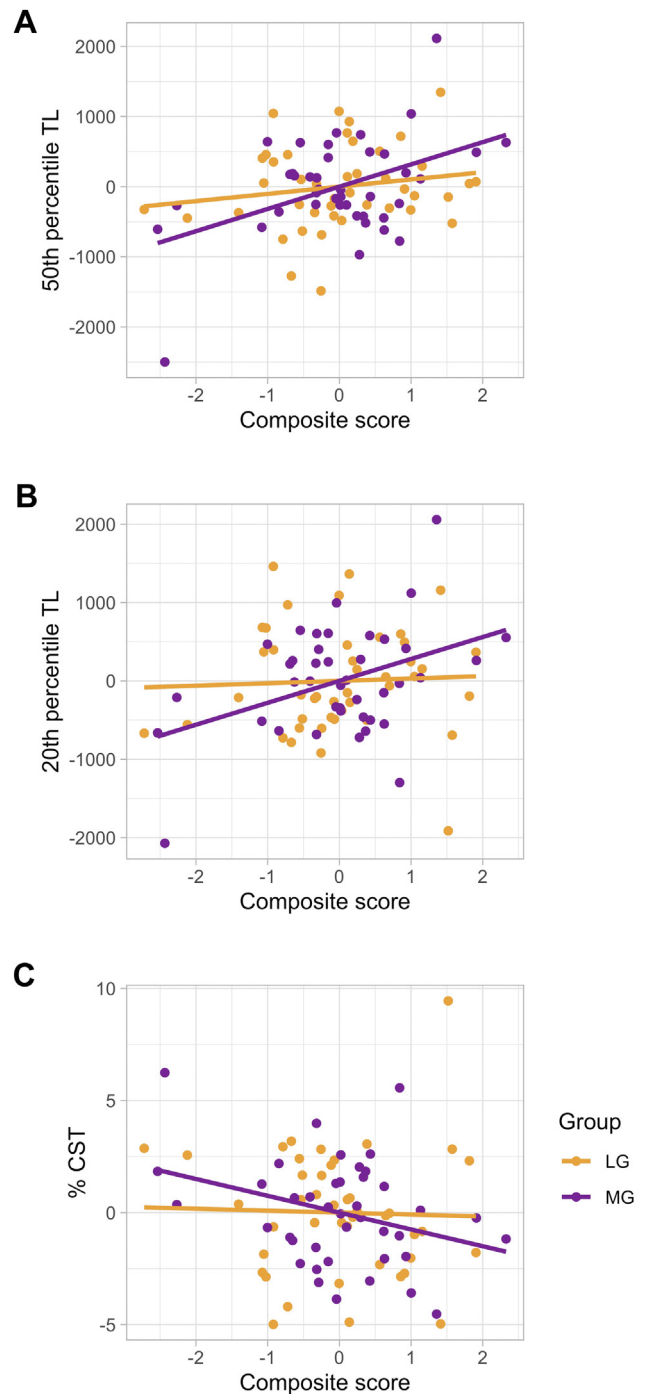 A
50th percentile TL
2000
1000
0
-1000
-2000
-2 -1 0 1 2
Composite score
B
20th percentile TL
2000
1000
0
-1000
-2000
-2 -1 0 1 2
Composite score
C
% CST
10
5
0
-5
-2 -1 0 1 2
Composite score
Group
LG
MG